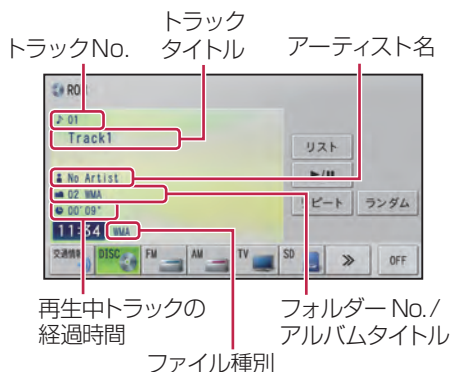 トラック
トラックNo.
タイトル
アーティスト名
ROM
♪ 01
Track1
リスト
No Artist
►/II
02 WMA
リピート
ランダム
00'09"
11:34
WMA
交通情報
DISC
FM
AM
TV
SD
≫
OFF
再生中トラックの
経過時間
フォルダー No./
アルバムタイトル
ファイル種別